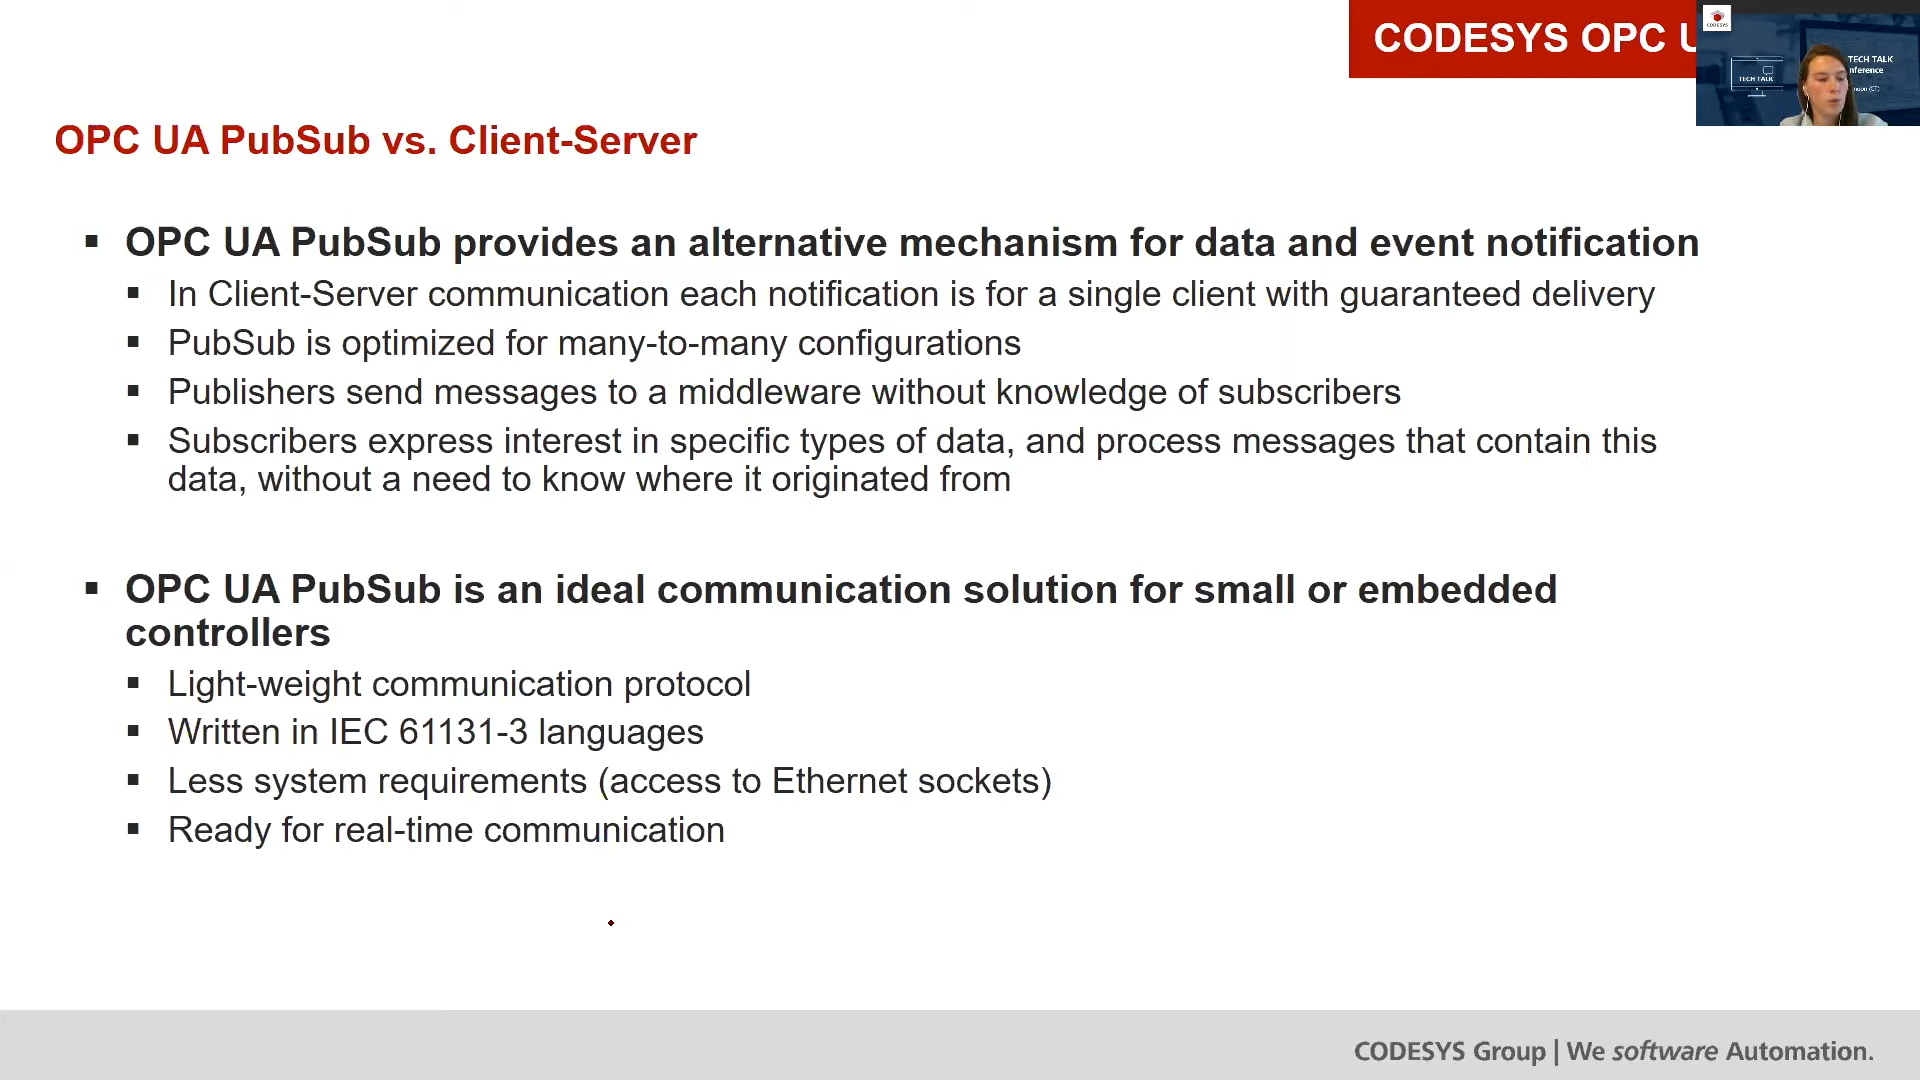 CODESYS OPC U
CODESYS
TECH TALK
TECH TALK
nference
noon (CT)
OPC UA PubSub vs. Client-Server
▪ OPC UA PubSub provides an alternative mechanism for data and event notification
▪ In Client-Server communication each notification is for a single client with guaranteed delivery
▪ PubSub is optimized for many-to-many configurations
▪ Publishers send messages to a middleware without knowledge of subscribers
▪ Subscribers express interest in specific types of data, and process messages that contain this
data, without a need to know where it originated from
▪ OPC UA PubSub is an ideal communication solution for small or embedded
controllers
▪ Light-weight communication protocol
▪ Written in IEC 61131-3 languages
▪ Less system requirements (access to Ethernet sockets)
▪ Ready for real-time communication
CODESYS Group | We software Automation.